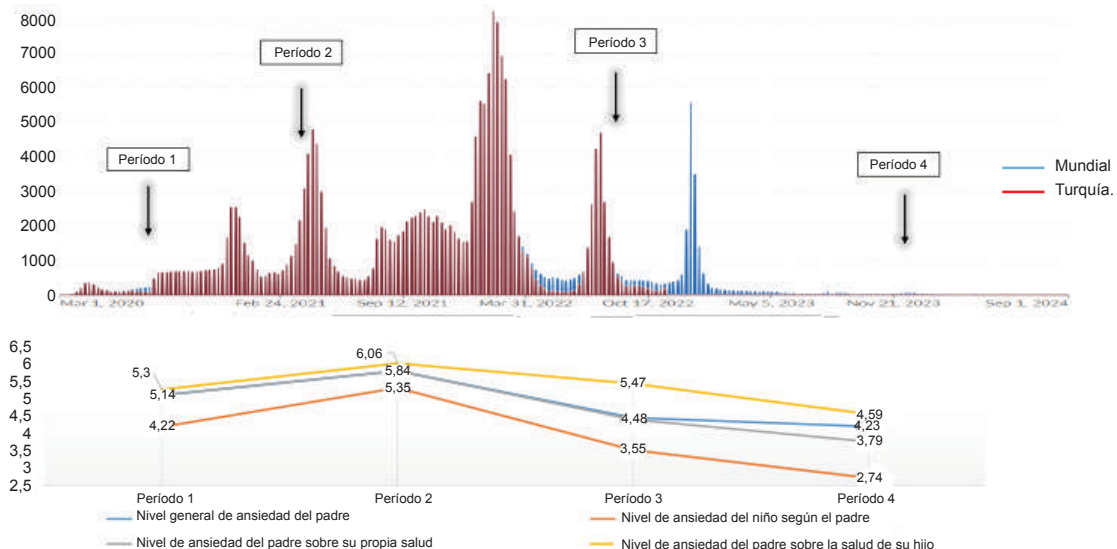 8000
7000
6000
5000
4000
3000
2000
1000
0
Período 1
Período 2
Período 3
Período 4
Mundial
Turquía.
Mar 1, 2020 Feb 24, 2021 Sep 12, 2021 Mar 31, 2022 Oct 17, 2022 May 5, 2023 Nov 21, 2023 Sep 1, 2024
6,5
6
5,5
5
4,5
4
3,5
3
2,5
5,3
5,14
4,22
6,06
5,84
5,35
5,47
4,48
3,55
4,59
4,23
3,79
2,74
Período 1 Período 2 Período 3 Período 4
Nivel general de ansiedad del padre
Nivel de ansiedad del niño según el padre
Nivel de ansiedad del padre sobre su propia salud
Nivel de ansiedad del padre sobre la salud de su hijo